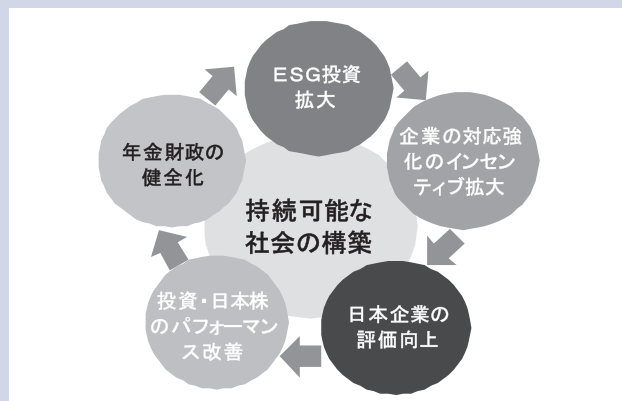 ESG投資
拡大
企業の対応強
化のインセン
ティブ拡大
日本企業の
評価向上
投資・日本株
のパフォーマン
ス改善
年金財政の
健全化
持続可能な
社会の構築